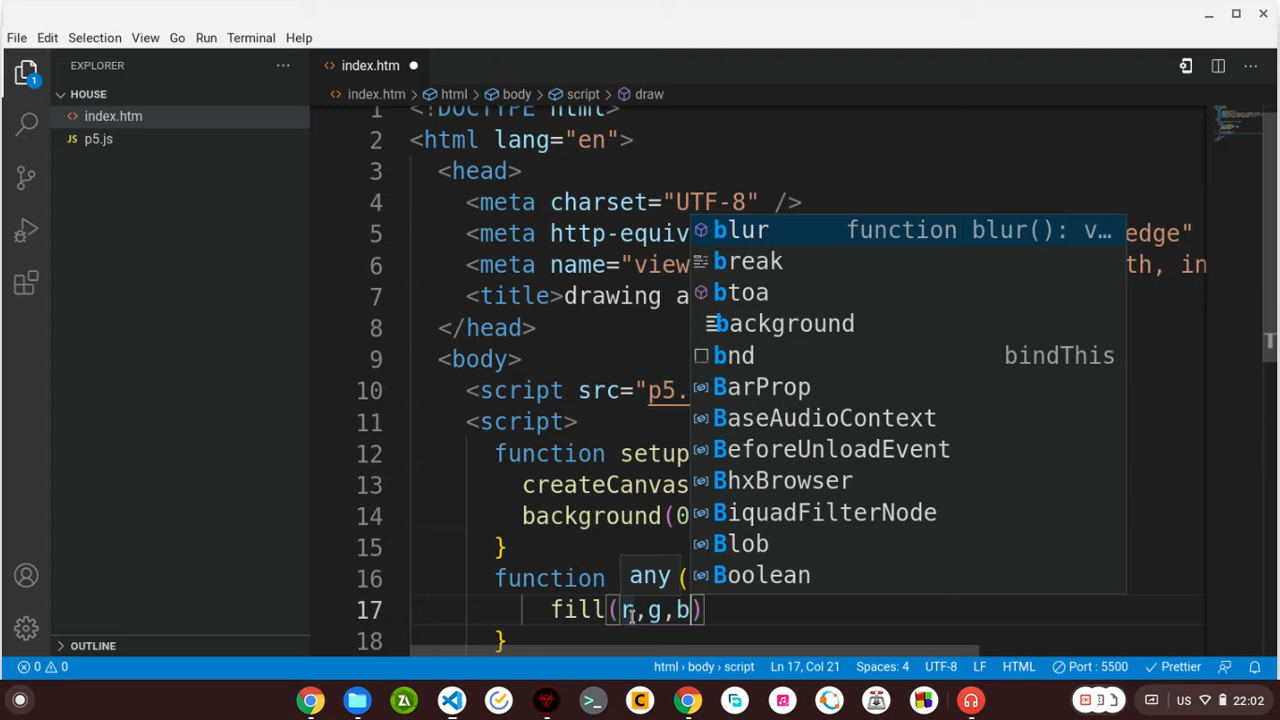 File Edit Selection View Go Run Terminal Help
EXPLORER ···
index.htm
HOUSE
index.htm > html > body > script > draw
index.htm
JS p5.js
1 <!DOCTYPE html>
2 <html lang="en">
3 <head>
4 <meta charset="UTF-8" />
5 <meta http-equiv edge"
6 <meta name="view th, in
7 <title>drawing a
8 </head>
9 <body>
10 <script src="p5.
11 <script>
12 function setup
13 createCanvas
14 background(0
15 }
16 function (
17 fill(r,g,b)
18 }
blur function blur(): v…
break
btoa
background
bnd bindThis
BarProp
BaseAudioContext
BeforeUnloadEvent
BhxBrowser
BiquadFilterNode
Blob
Boolean
any
OUTLINE
1
0 0 html > body > script Ln 17, Col 21 Spaces: 4 UTF-8 LF HTML Port : 5500 Prettier
US 22:02